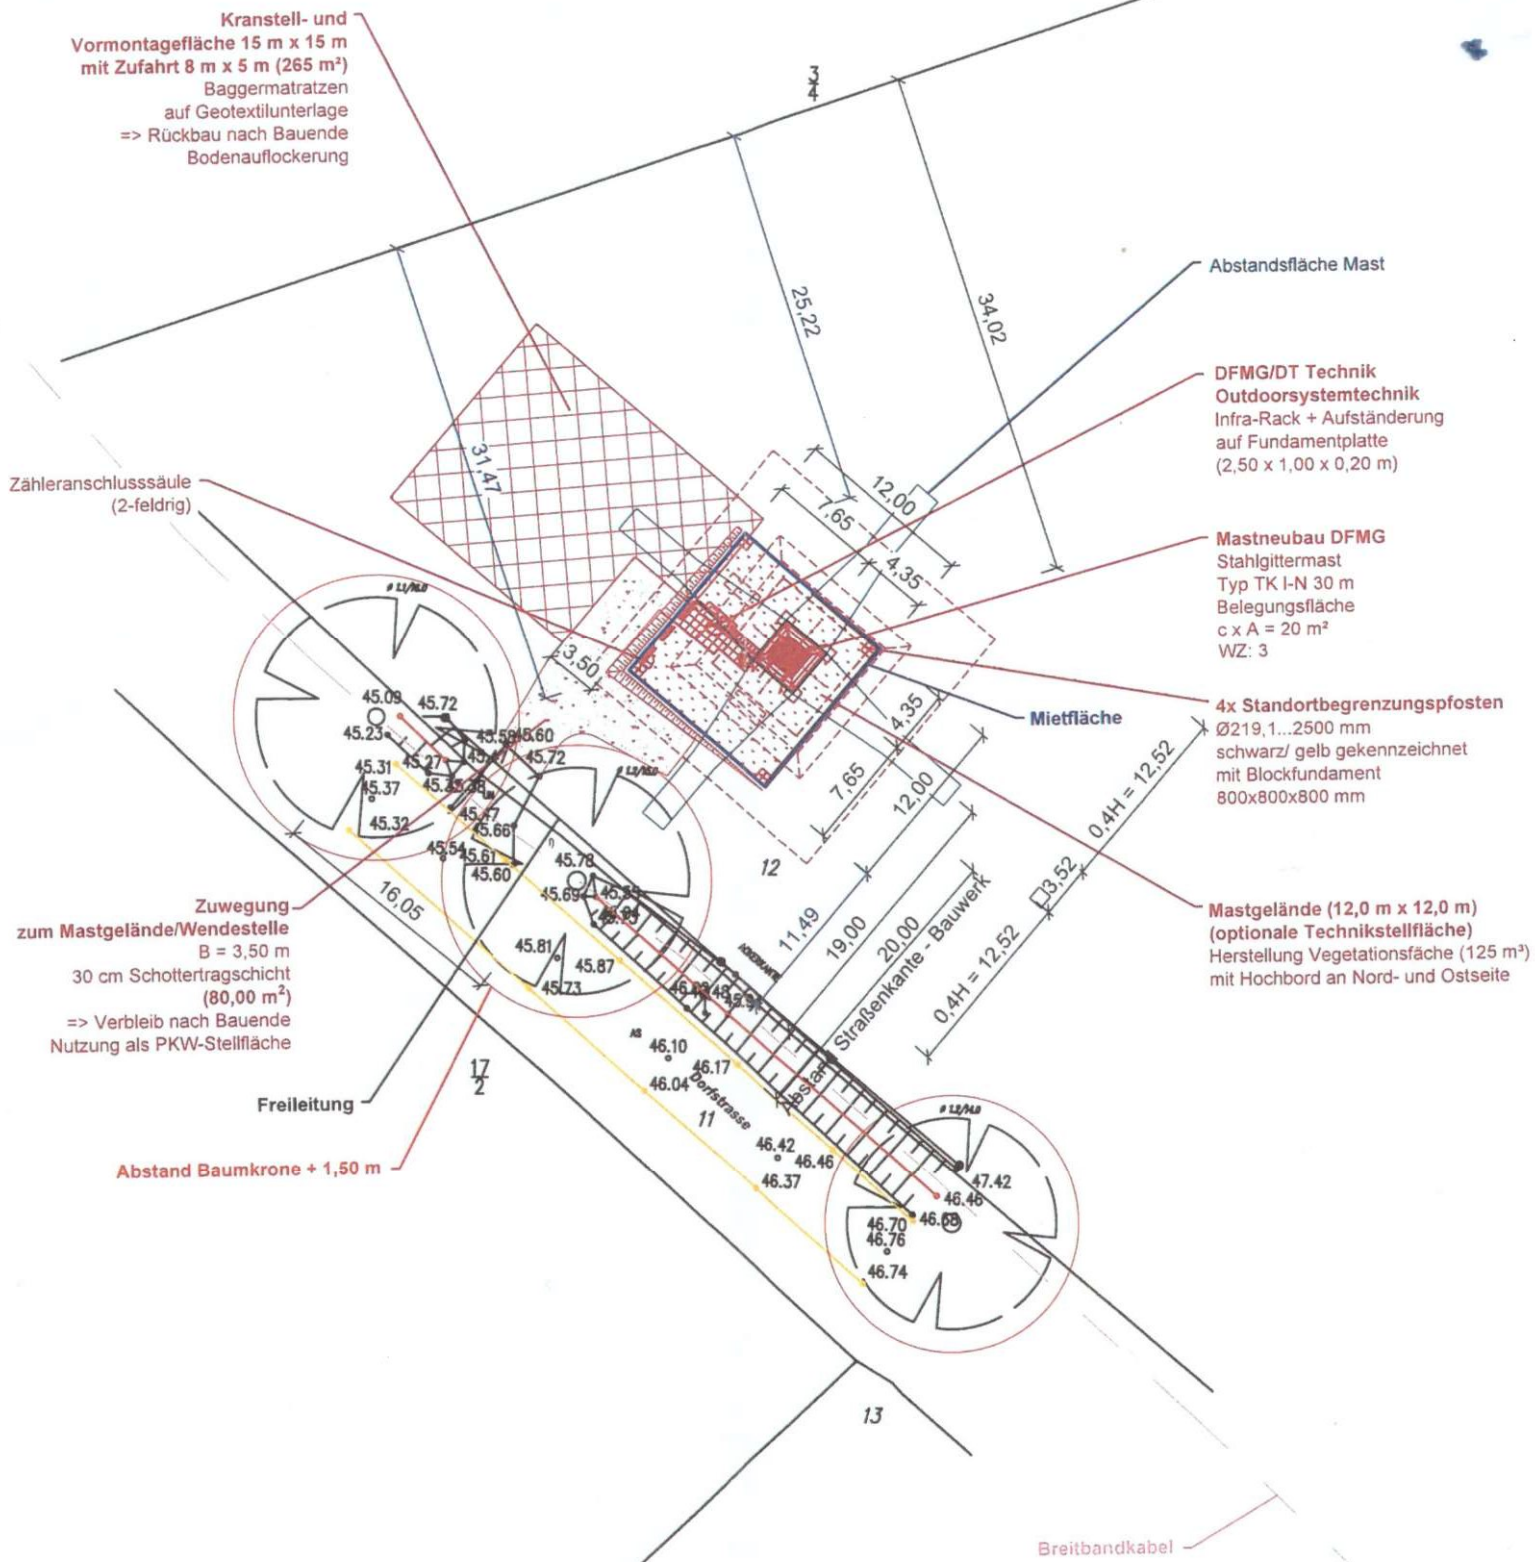 Kranstell- und
Vormontagefläche 15 m x 15 m
mit Zufahrt 8 m x 5 m (265 m²)
Baggermatratzen
auf Geotextilunterlage
=> Rückbau nach Bauende
Bodenauflockerung
3
4
Abstandsfläche Mast
25,22
34,02
31,47
DFMG/DT Technik
Outdoorsystemtechnik
Infra-Rack + Aufständerung
auf Fundamentplatte
(2,50 x 1,00 x 0,20 m)
Zähleranschlusssäule
(2-feldrig)
12,00
7,65
4,35
Mastneubau DFMG
Stahlgittermast
Typ TK I-N 30 m
Belegungsfläche
c x A = 20 m²
WZ: 3
3,50
4x Standortbegrenzungspfosten
Ø219,1...2500 mm
schwarz/ gelb gekennzeichnet
mit Blockfundament
800x800x800 mm
Mietfläche
4,35
7,65
12,00
0,4H = 12,52
□3,52
0,4H = 12,52
45.09
45.72
45.23
45.60
45.31
45.27
45.72
45.37
45.32
45.47
45.66
45.54
45.61
45.60
45.78
45.69
12
16,05
11,49
19,00
20,00
Straßenkante - Bauwerk
ACKERKANTE
Zuwegung
zum Mastgelände/Wendestelle
B = 3,50 m
30 cm Schottertragschicht
(80,00 m²)
=> Verbleib nach Bauende
Nutzung als PKW-Stellfläche
Mastgelände (12,0 m x 12,0 m)
(optionale Technikstellfläche)
Herstellung Vegetationsfäche (125 m³)
mit Hochbord an Nord- und Ostseite
45.81
45.87
45.73
AS
46.10
46.17
46.04
Dorfstrasse
11
17
2
Freileitung
Abstand Baumkrone + 1,50 m
46.42
46.46
46.37
47.42
46.46
46.70
46.68
46.76
46.74
13
Breitbandkabel